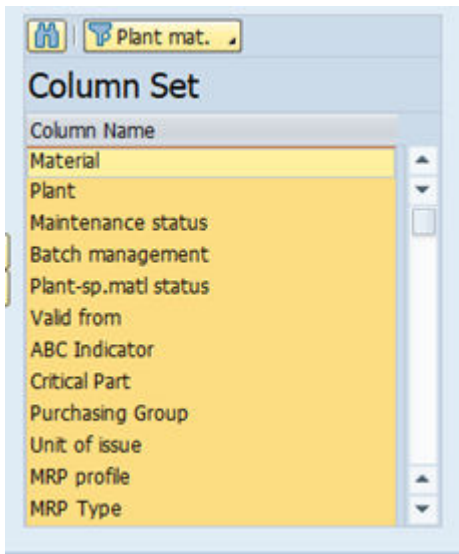 Plant mat.
Column Set
Column Name
Material
Plant
Maintenance status
Batch management
Plant-sp.matl status
Valid from
ABC Indicator
Critical Part
Purchasing Group
Unit of issue
MRP profile
MRP Type